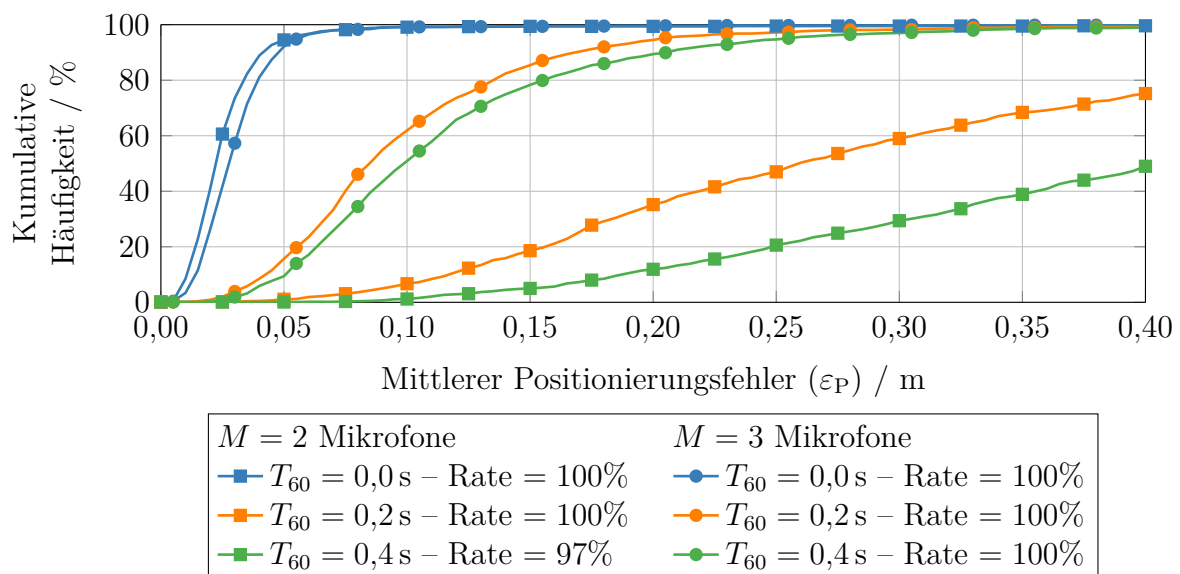 100
80
60
40
20
0
Kumulative
Häufigkeit / %
0,00 0,05 0,10 0,15 0,20 0,25 0,30 0,35 0,40
Mittlerer Positionierungsfehler (εP) / m
M = 2 Mikrofone
T60 = 0,0 s – Rate = 100%
T60 = 0,2 s – Rate = 100%
T60 = 0,4 s – Rate = 97%
M = 3 Mikrofone
T60 = 0,0 s – Rate = 100%
T60 = 0,2 s – Rate = 100%
T60 = 0,4 s – Rate = 100%